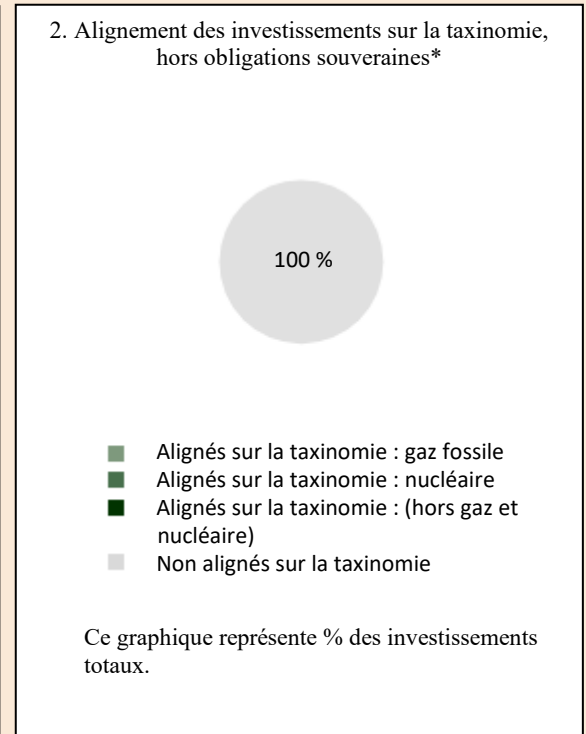 2. Alignement des investissements sur la taxinomie,
hors obligations souveraines*
100 %
Alignés sur la taxinomie : gaz fossile
Alignés sur la taxinomie : nucléaire
Alignés sur la taxinomie : (hors gaz et
nucléaire)
Non alignés sur la taxinomie
Ce graphique représente % des investissements
totaux.